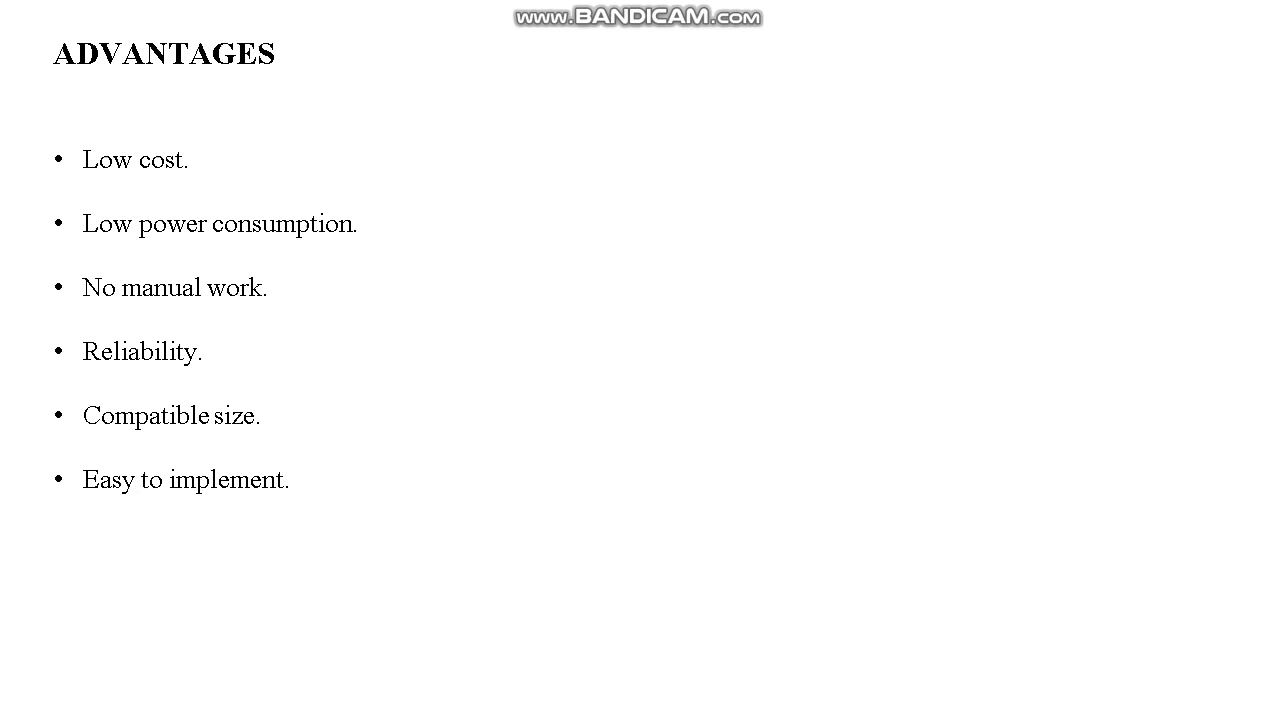 www.BANDICAM.com
ADVANTAGES
• Low cost.
• Low power consumption.
• No manual work.
• Reliability.
• Compatible size.
• Easy to implement.